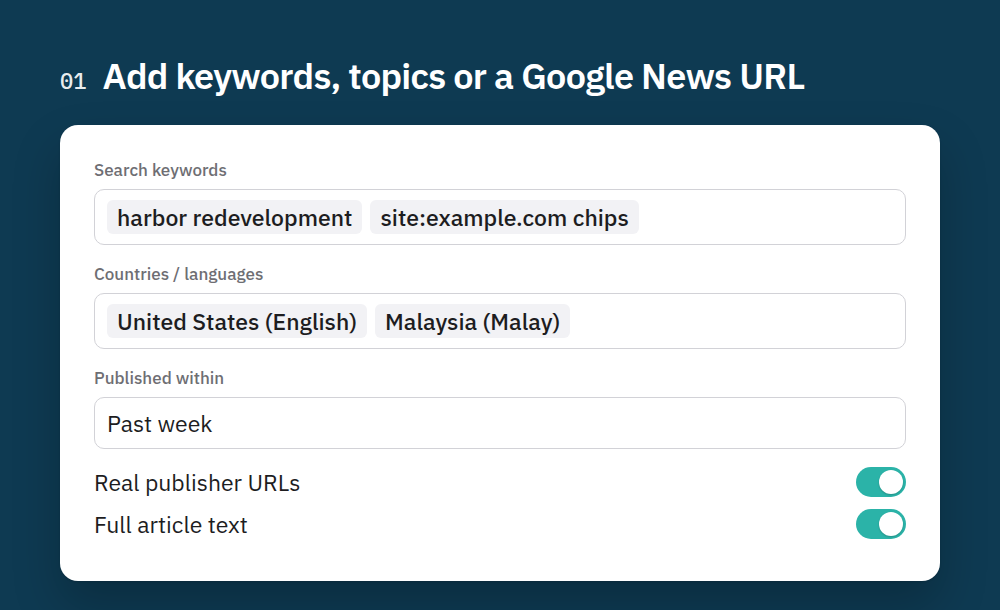 01 Add keywords, topics or a Google News URL
Search keywords
harbor redevelopment site:example.com chips
Countries / languages
United States (English) Malaysia (Malay)
Published within
Past week
Real publisher URLs
Full article text